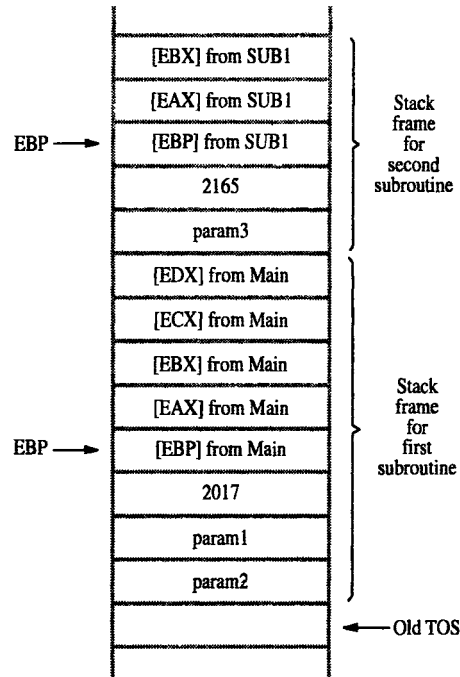 [EBX] from SUB1
[EAX] from SUB1
EBP
[EBP] from SUB1
2165
param3
Stack
frame
for
second
subroutine
[EDX] from Main
[ECX] from Main
[EBX] from Main
[EAX] from Main
EBP
[EBP] from Main
2017
param1
param2
Stack
frame
for
first
subroutine
Old TOS